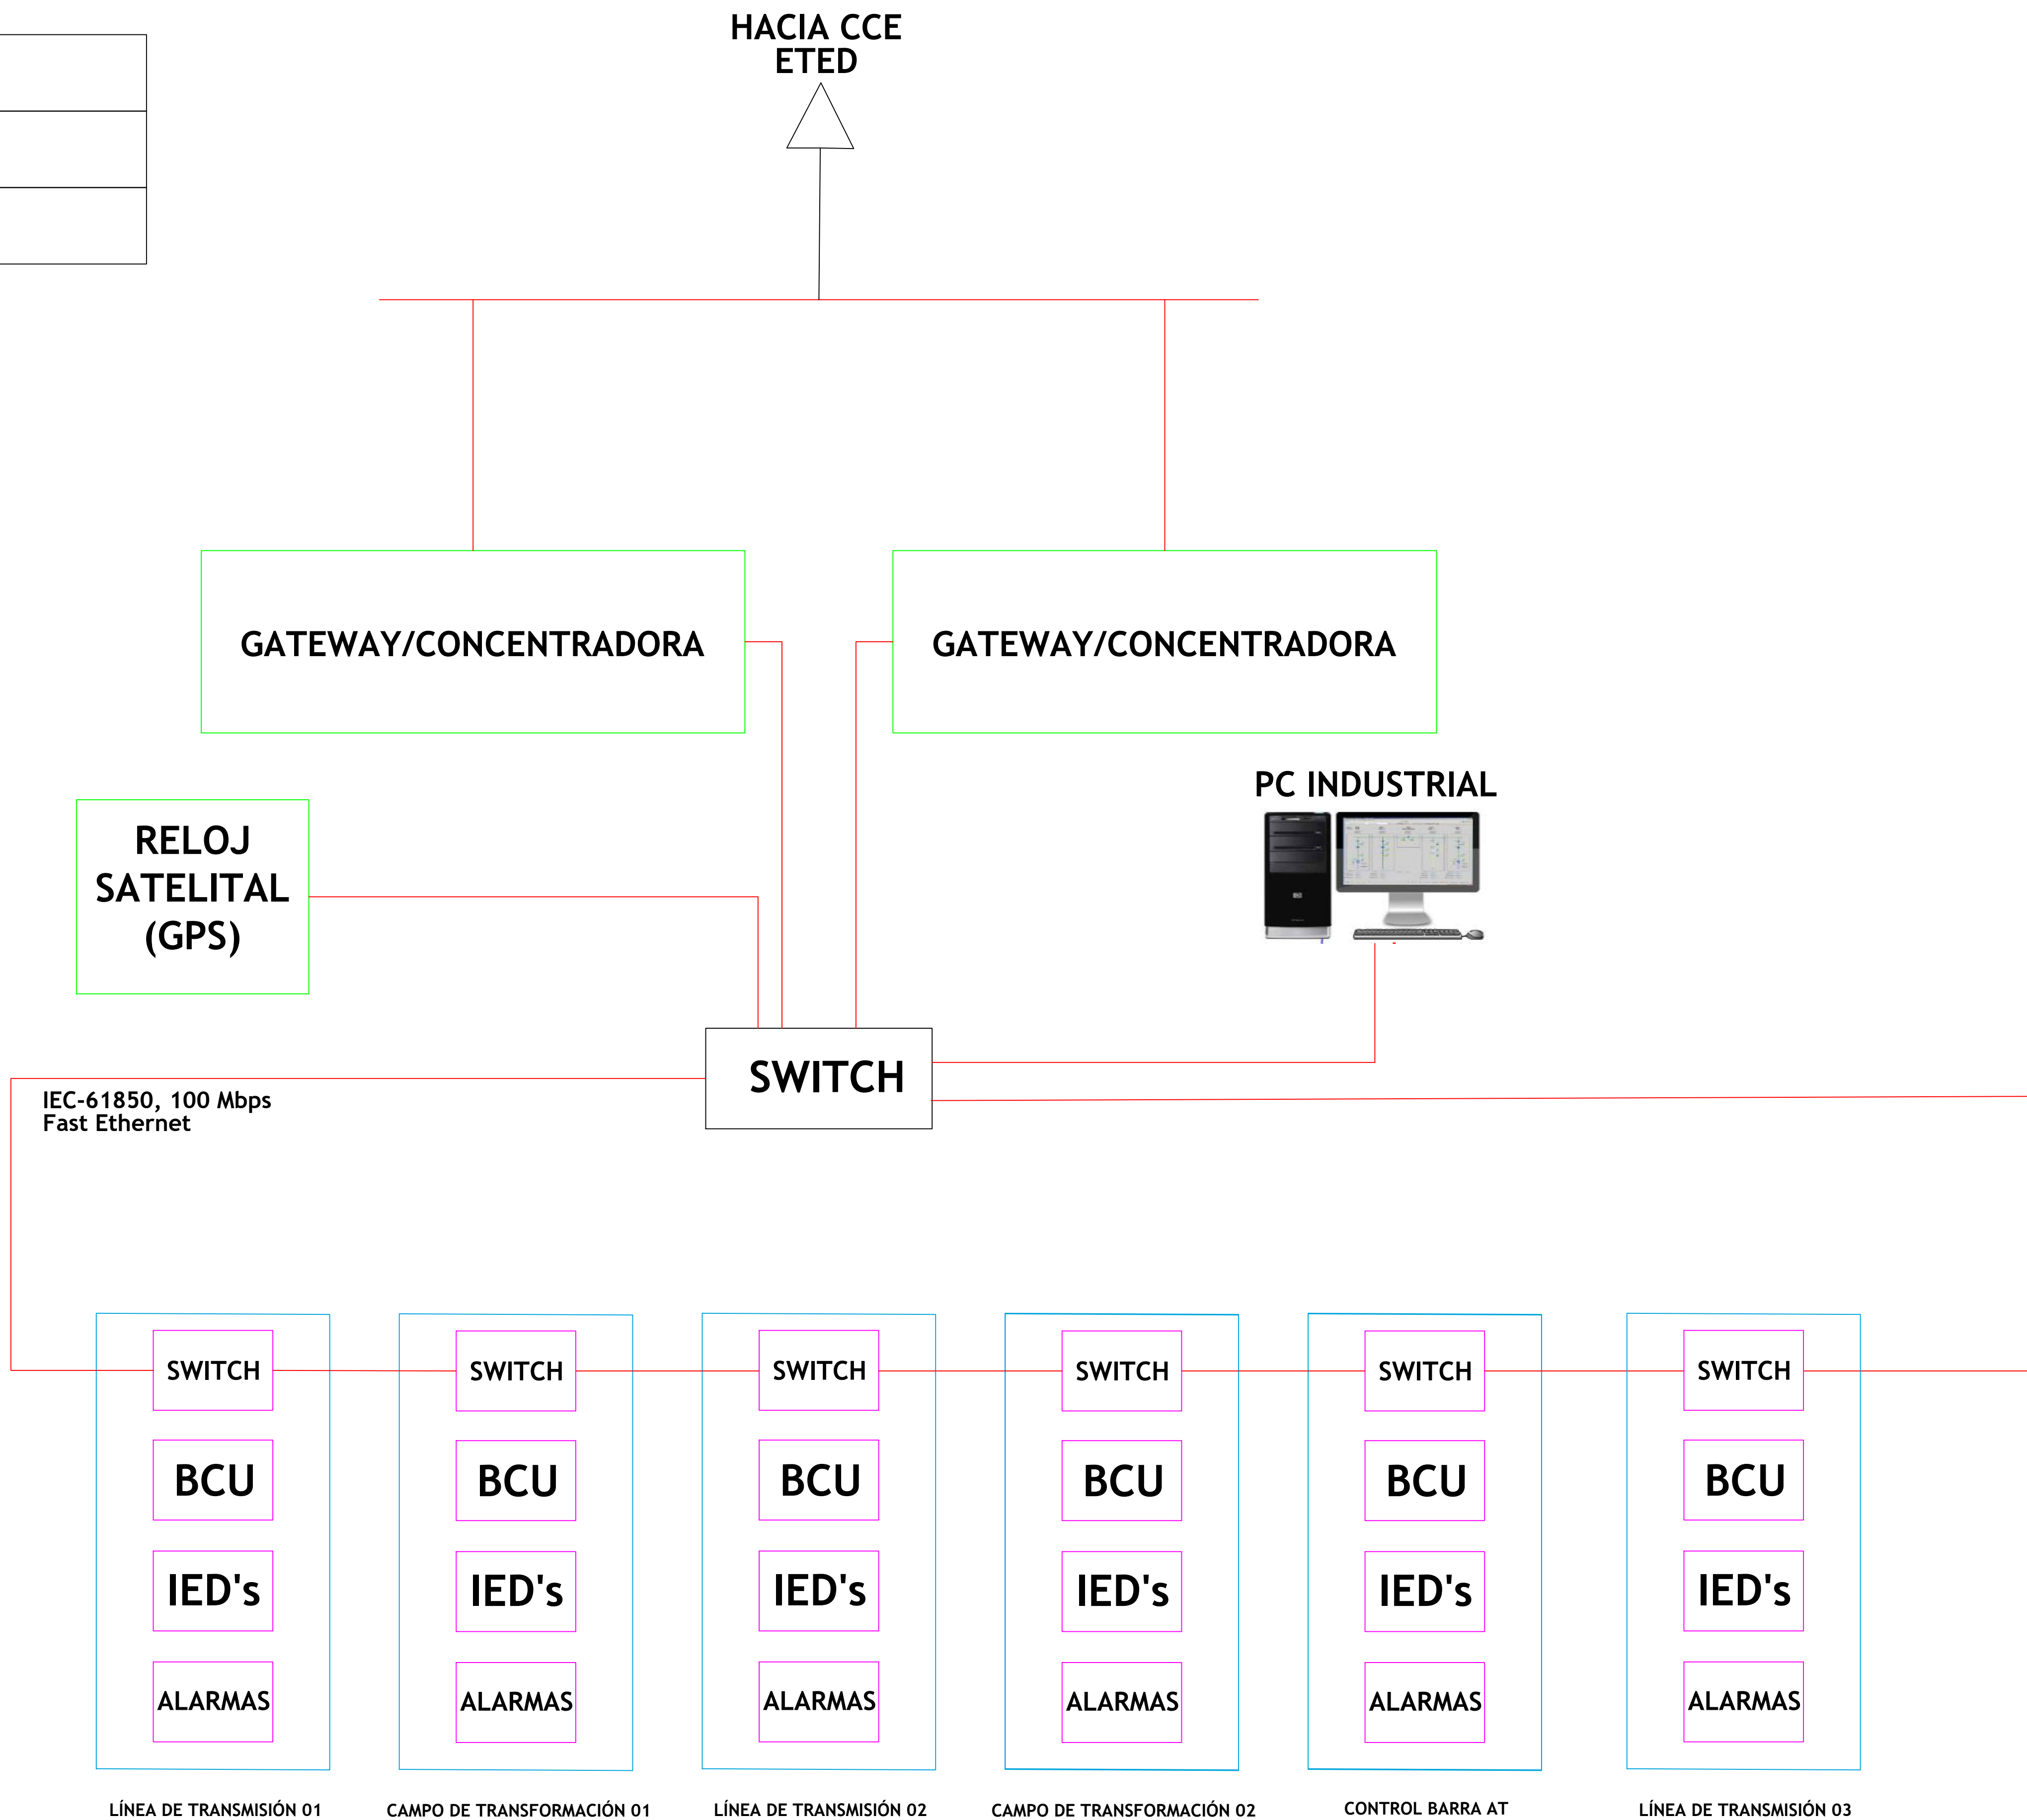 HACIA CCE
ETED
GATEWAY/CONCENTRADORA
GATEWAY/CONCENTRADORA
PC INDUSTRIAL
RELOJ
SATELITAL
(GPS)
SWITCH
IEC-61850, 100 Mbps
Fast Ethernet
SWITCH
SWITCH
SWITCH
SWITCH
SWITCH
SWITCH
BCU
BCU
BCU
BCU
BCU
BCU
IED's
IED's
IED's
IED's
IED's
IED's
ALARMAS
ALARMAS
ALARMAS
ALARMAS
ALARMAS
ALARMAS
LÍNEA DE TRANSMISIÓN 01
CAMPO DE TRANSFORMACIÓN 01
LÍNEA DE TRANSMISIÓN 02
CAMPO DE TRANSFORMACIÓN 02
CONTROL BARRA AT
LÍNEA DE TRANSMISIÓN 03